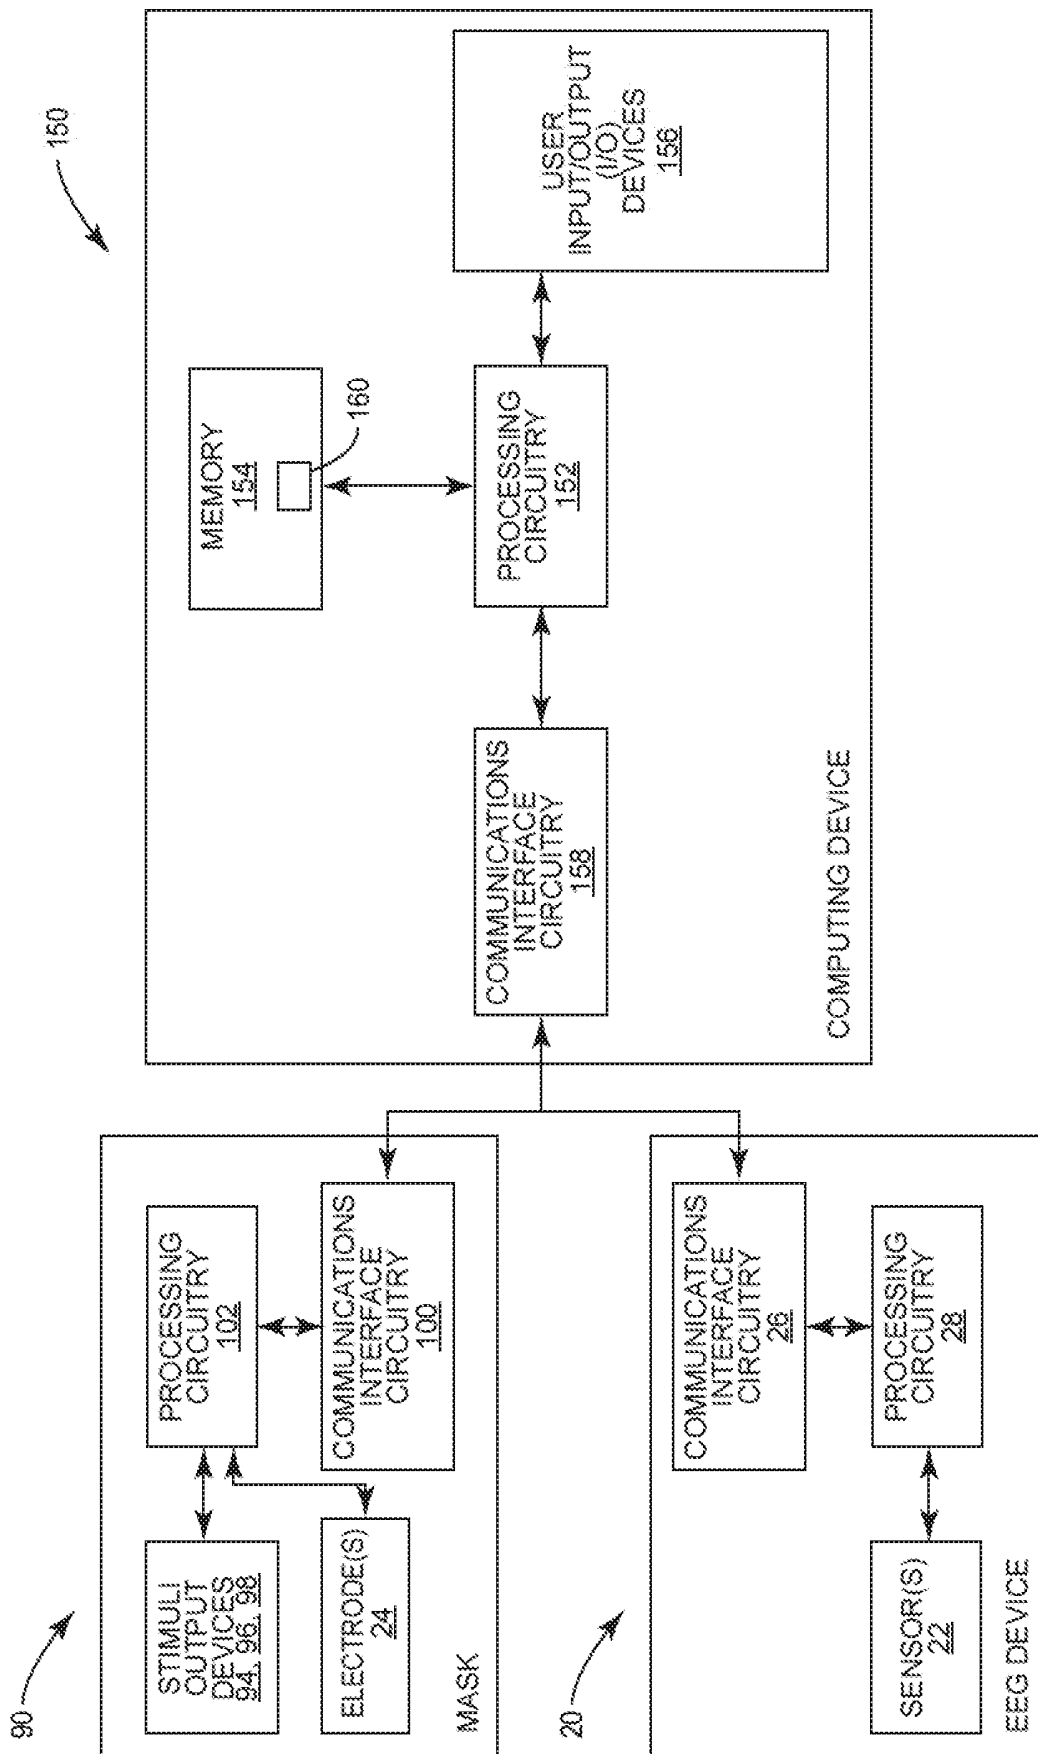 90
STIMULI
OUTPUT
DEVICES
94, 96, 98
PROCESSING
CIRCUITRY
102
ELECTRODE(S)
24
COMMUNICATIONS
INTERFACE
CIRCUITRY
100
MASK
20
COMMUNICATIONS
INTERFACE
CIRCUITRY
26
SENSOR(S)
22
PROCESSING
CIRCUITRY
28
EEG DEVICE
150
MEMORY
154
160
COMMUNICATIONS
INTERFACE
CIRCUITRY
158
PROCESSING
CIRCUITRY
152
USER
INPUT/OUTPUT
(I/O)
DEVICES
156
COMPUTING DEVICE